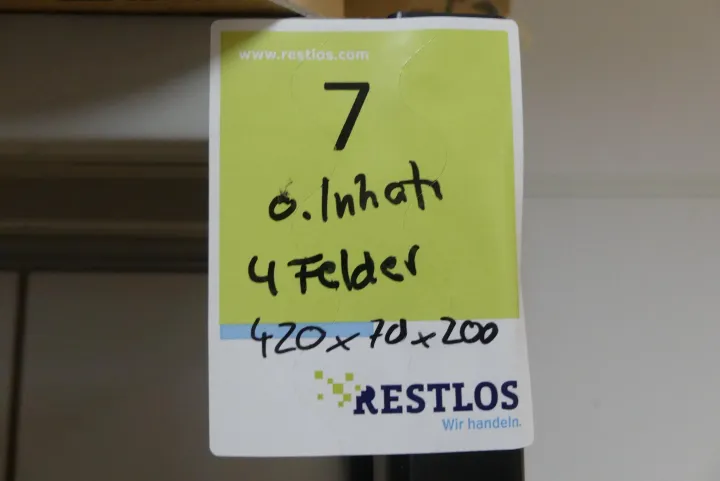 www.restlos.com
7
o. Inhalt
4 Felder
420 x 70 x 200
RESTLOS
Wir handeln.